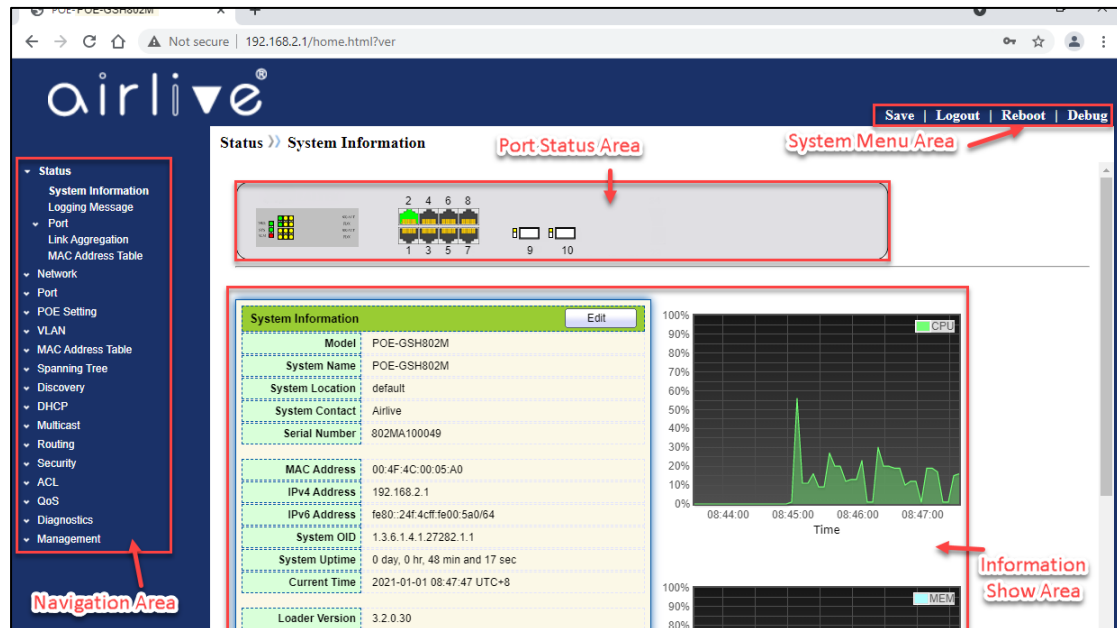 POE-POE-GSH802M
Not secure | 192.168.2.1/home.html?ver
airlive®
Save | Logout | Reboot | Debug
Status 》 System Information
Port Status Area
System Menu Area
Status
System Information
Logging Message
Port
Link Aggregation
MAC Address Table
Network
Port
POE Setting
VLAN
MAC Address Table
Spanning Tree
Discovery
DHCP
Multicast
Routing
Security
ACL
QoS
Diagnostics
Management
Navigation Area
2 4 6 8
1 3 5 7 9 10
System Information Edit
Model POE-GSH802M
System Name POE-GSH802M
System Location default
System Contact Airlive
Serial Number 802MA100049
MAC Address 00:4F:4C:00:05:A0
IPv4 Address 192.168.2.1
IPv6 Address fe80::24f:4cff:fe00:5a0/64
System OID 1.3.6.1.4.1.27282.1.1
System Uptime 0 day, 0 hr, 48 min and 17 sec
Current Time 2021-01-01 08:47:47 UTC+8
Loader Version 3.2.0.30
CPU
100%
90%
80%
70%
60%
50%
40%
30%
20%
10%
0%
08:44:00 08:45:00 08:46:00 08:47:00
Time
Information
Show Area
MEM
100%
90%
80%